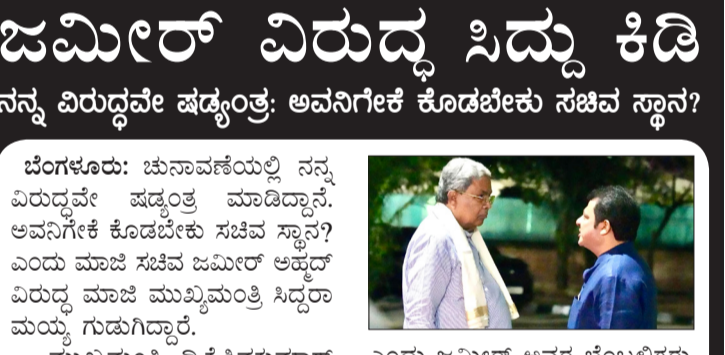 ಜಮೀರ್ ವಿರುದ್ಧ ಸಿದ್ದು ಕಿಡಿ
ನನ್ನ ವಿರುದ್ಧವೇ ಷಡ್ಯಂತ್ರ: ಅವನಿಗೇಕೆ ಕೊಡಬೇಕು ಸಚಿವ ಸ್ಥಾನ?
ಬೆಂಗಳೂರು: ಚುನಾವಣೆಯಲ್ಲಿ ನನ್ನ
ವಿರುದ್ಧವೇ ಷಡ್ಯಂತ್ರ ಮಾಡಿದ್ದಾನೆ.
ಅವನಿಗೇಕೆ ಕೊಡಬೇಕು ಸಚಿವ ಸ್ಥಾನ?
ಎಂದು ಮಾಜಿ ಸಚಿವ ಜಮೀರ್ ಅಹ್ಮದ್
ವಿರುದ್ಧ ಮಾಜಿ ಮುಖ್ಯಮಂತ್ರಿ ಸಿದ್ದರಾ
ಮಯ್ಯ ಗುಡುಗಿದ್ದಾರೆ.